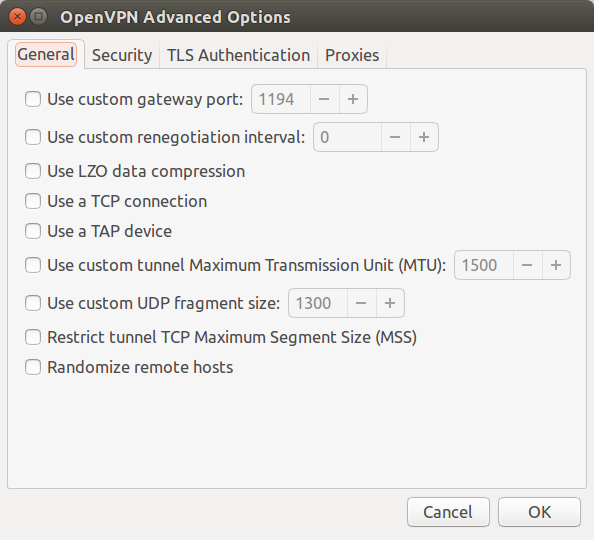 OpenVPN Advanced Options
General Security TLS Authentication Proxies
Use custom gateway port: 1194 − +
Use custom renegotiation interval: 0 − +
Use LZO data compression
Use a TCP connection
Use a TAP device
Use custom tunnel Maximum Transmission Unit (MTU): 1500 − +
Use custom UDP fragment size: 1300 − +
Restrict tunnel TCP Maximum Segment Size (MSS)
Randomize remote hosts
Cancel OK